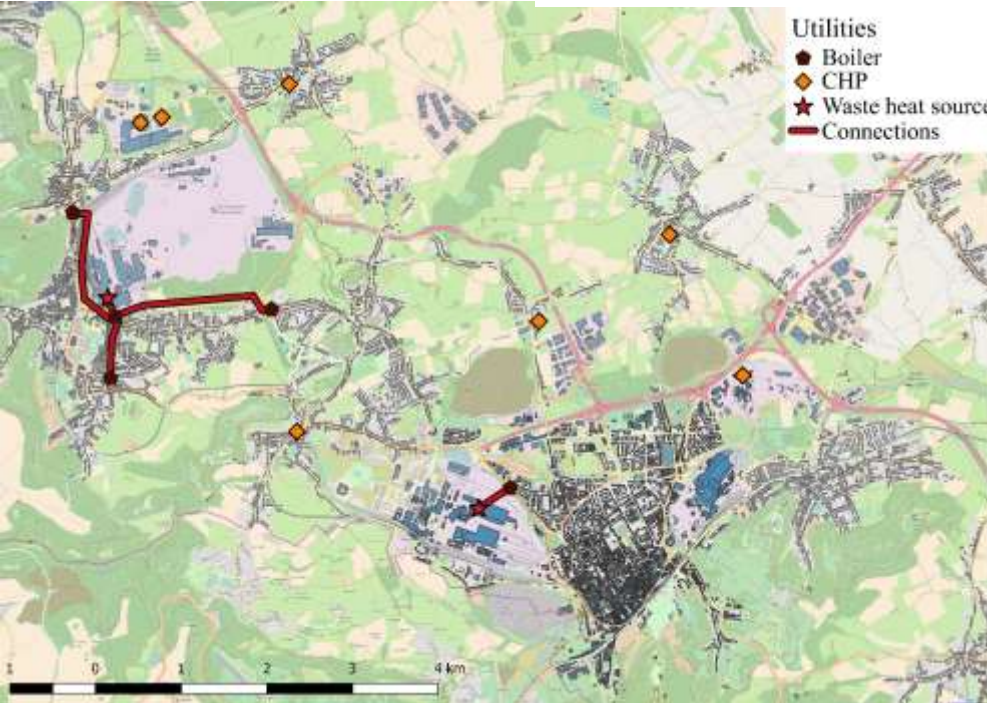 Utilities
Boiler
CHP
Waste heat source
Connections
1 0 1 2 3 4 km